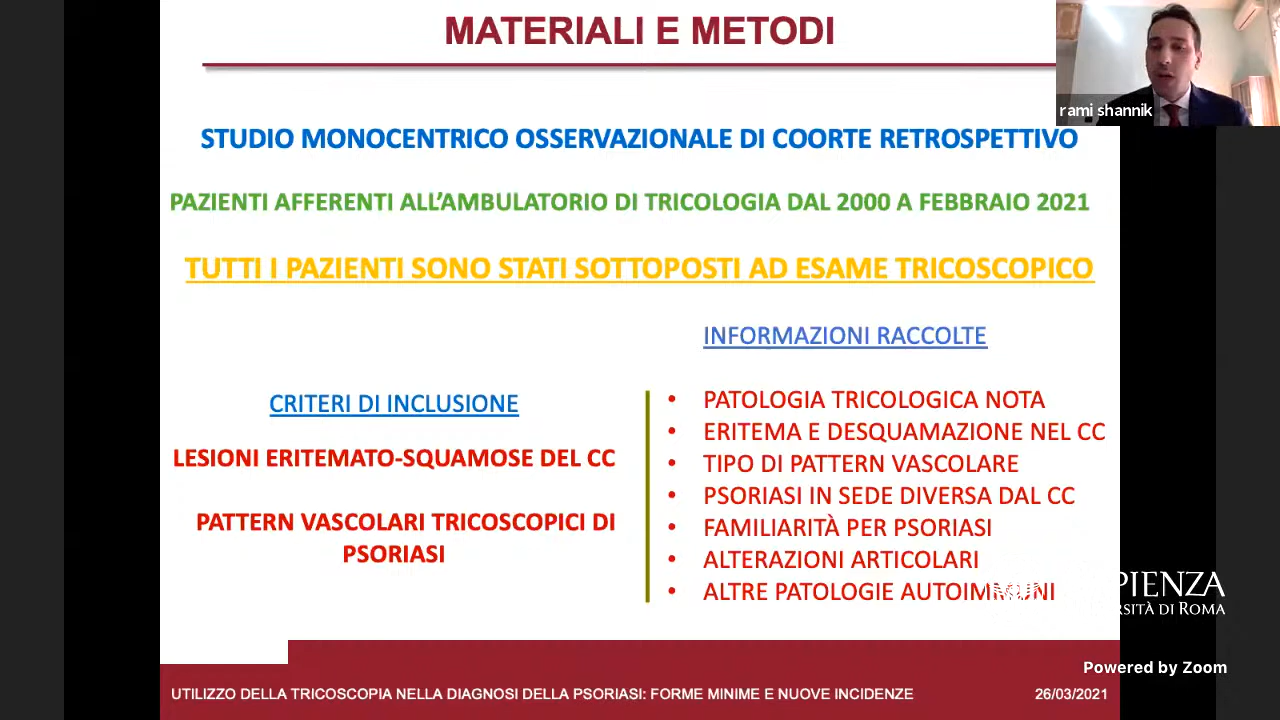 MATERIALI E METODI
rami shannik
STUDIO MONOCENTRICO OSSERVAZIONALE DI COORTE RETROSPETTIVO
PAZIENTI AFFERENTI ALL’AMBULATORIO DI TRICOLOGIA DAL 2000 A FEBBRAIO 2021
TUTTI I PAZIENTI SONO STATI SOTTOPOSTI AD ESAME TRICOSCOPICO
CRITERI DI INCLUSIONE
LESIONI ERITEMATO-SQUAMOSE DEL CC
PATTERN VASCOLARI TRICOSCOPICI DI
PSORIASI
INFORMAZIONI RACCOLTE
• PATOLOGIA TRICOLOGICA NOTA
• ERITEMA E DESQUAMAZIONE NEL CC
• TIPO DI PATTERN VASCOLARE
• PSORIASI IN SEDE DIVERSA DAL CC
• FAMILIARITÀ PER PSORIASI
• ALTERAZIONI ARTICOLARI
• ALTRE PATOLOGIE
DI ROMA
Powered by Zoom
UTILIZZO DELLA TRICOSCOPIA NELLA DIAGNOSI DELLA PSORIASI: FORME MINIME E NUOVE INCIDENZE
26/03/2021